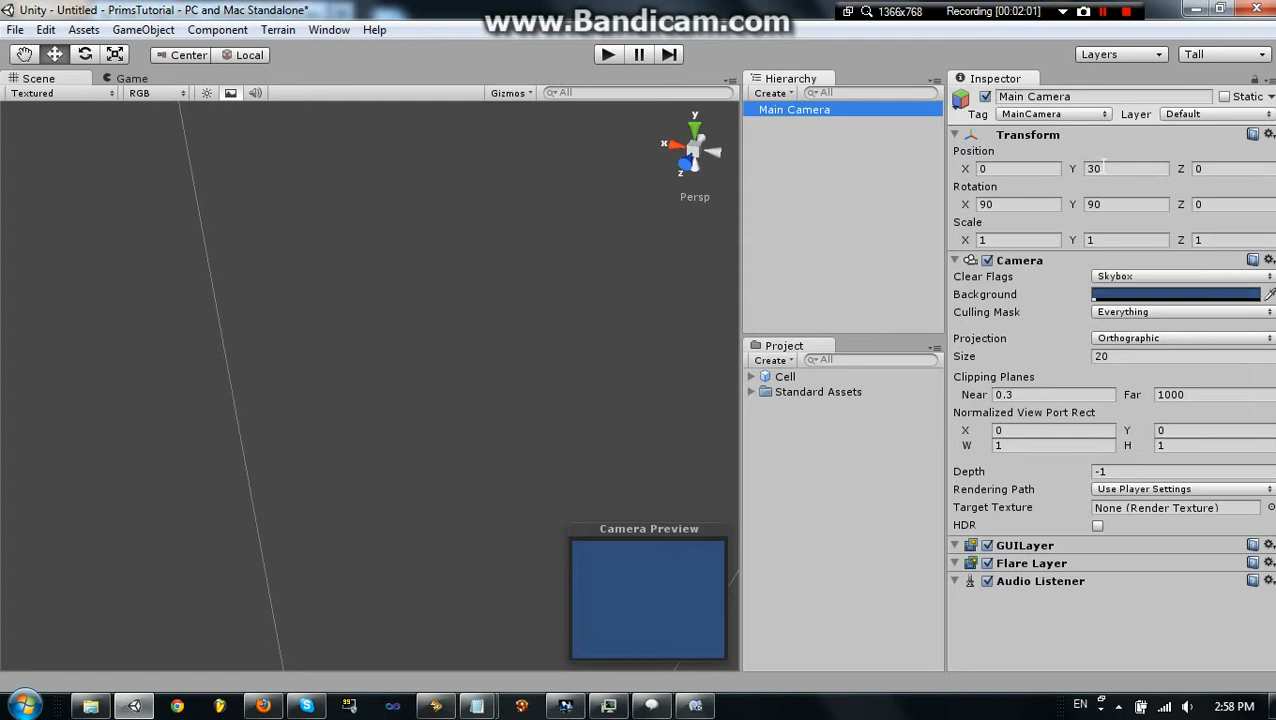 Unity - Untitled - PrimsTutorial - PC and Mac Standalone*
www.Bandicam.com
1366x768 Recording [00:02:01]
File Edit Assets GameObject Component Terrain Window Help
Center Local Layers Tall
Scene Game
Textured RGB Gizmos All
y
x
z
Persp
Camera Preview
Hierarchy
Create All
Main Camera
Project
Create All
Cell
Standard Assets
Inspector
Main Camera Static
Tag MainCamera Layer Default
Transform
Position
X 0 Y 30 Z 0
Rotation
X 90 Y 90 Z 0
Scale
X 1 Y 1 Z 1
Camera
Clear Flags Skybox
Background
Culling Mask Everything
Projection Orthographic
Size 20
Clipping Planes
Near 0.3 Far 1000
Normalized View Port Rect
X 0 Y 0
W 1 H 1
Depth -1
Rendering Path Use Player Settings
Target Texture None (Render Texture)
HDR
GUILayer
Flare Layer
Audio Listener
EN 2:58 PM